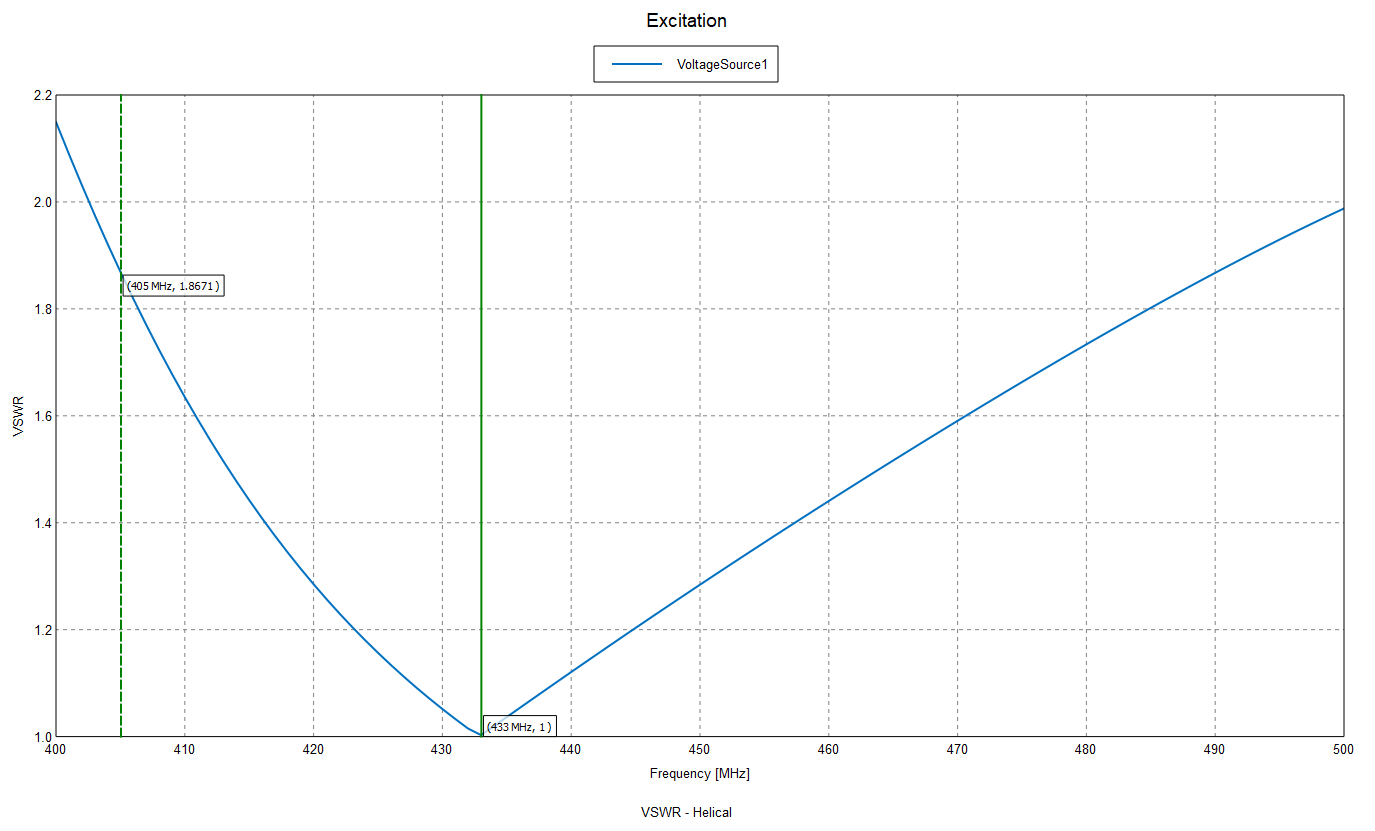 Excitation
VoltageSource1
2.2
2.0
1.8
1.6
1.4
1.2
1.0
VSWR
(405 MHz, 1.8671)
(433 MHz, 1)
400 410 420 430 440 450 460 470 480 490 500
Frequency [MHz]
VSWR - Helical